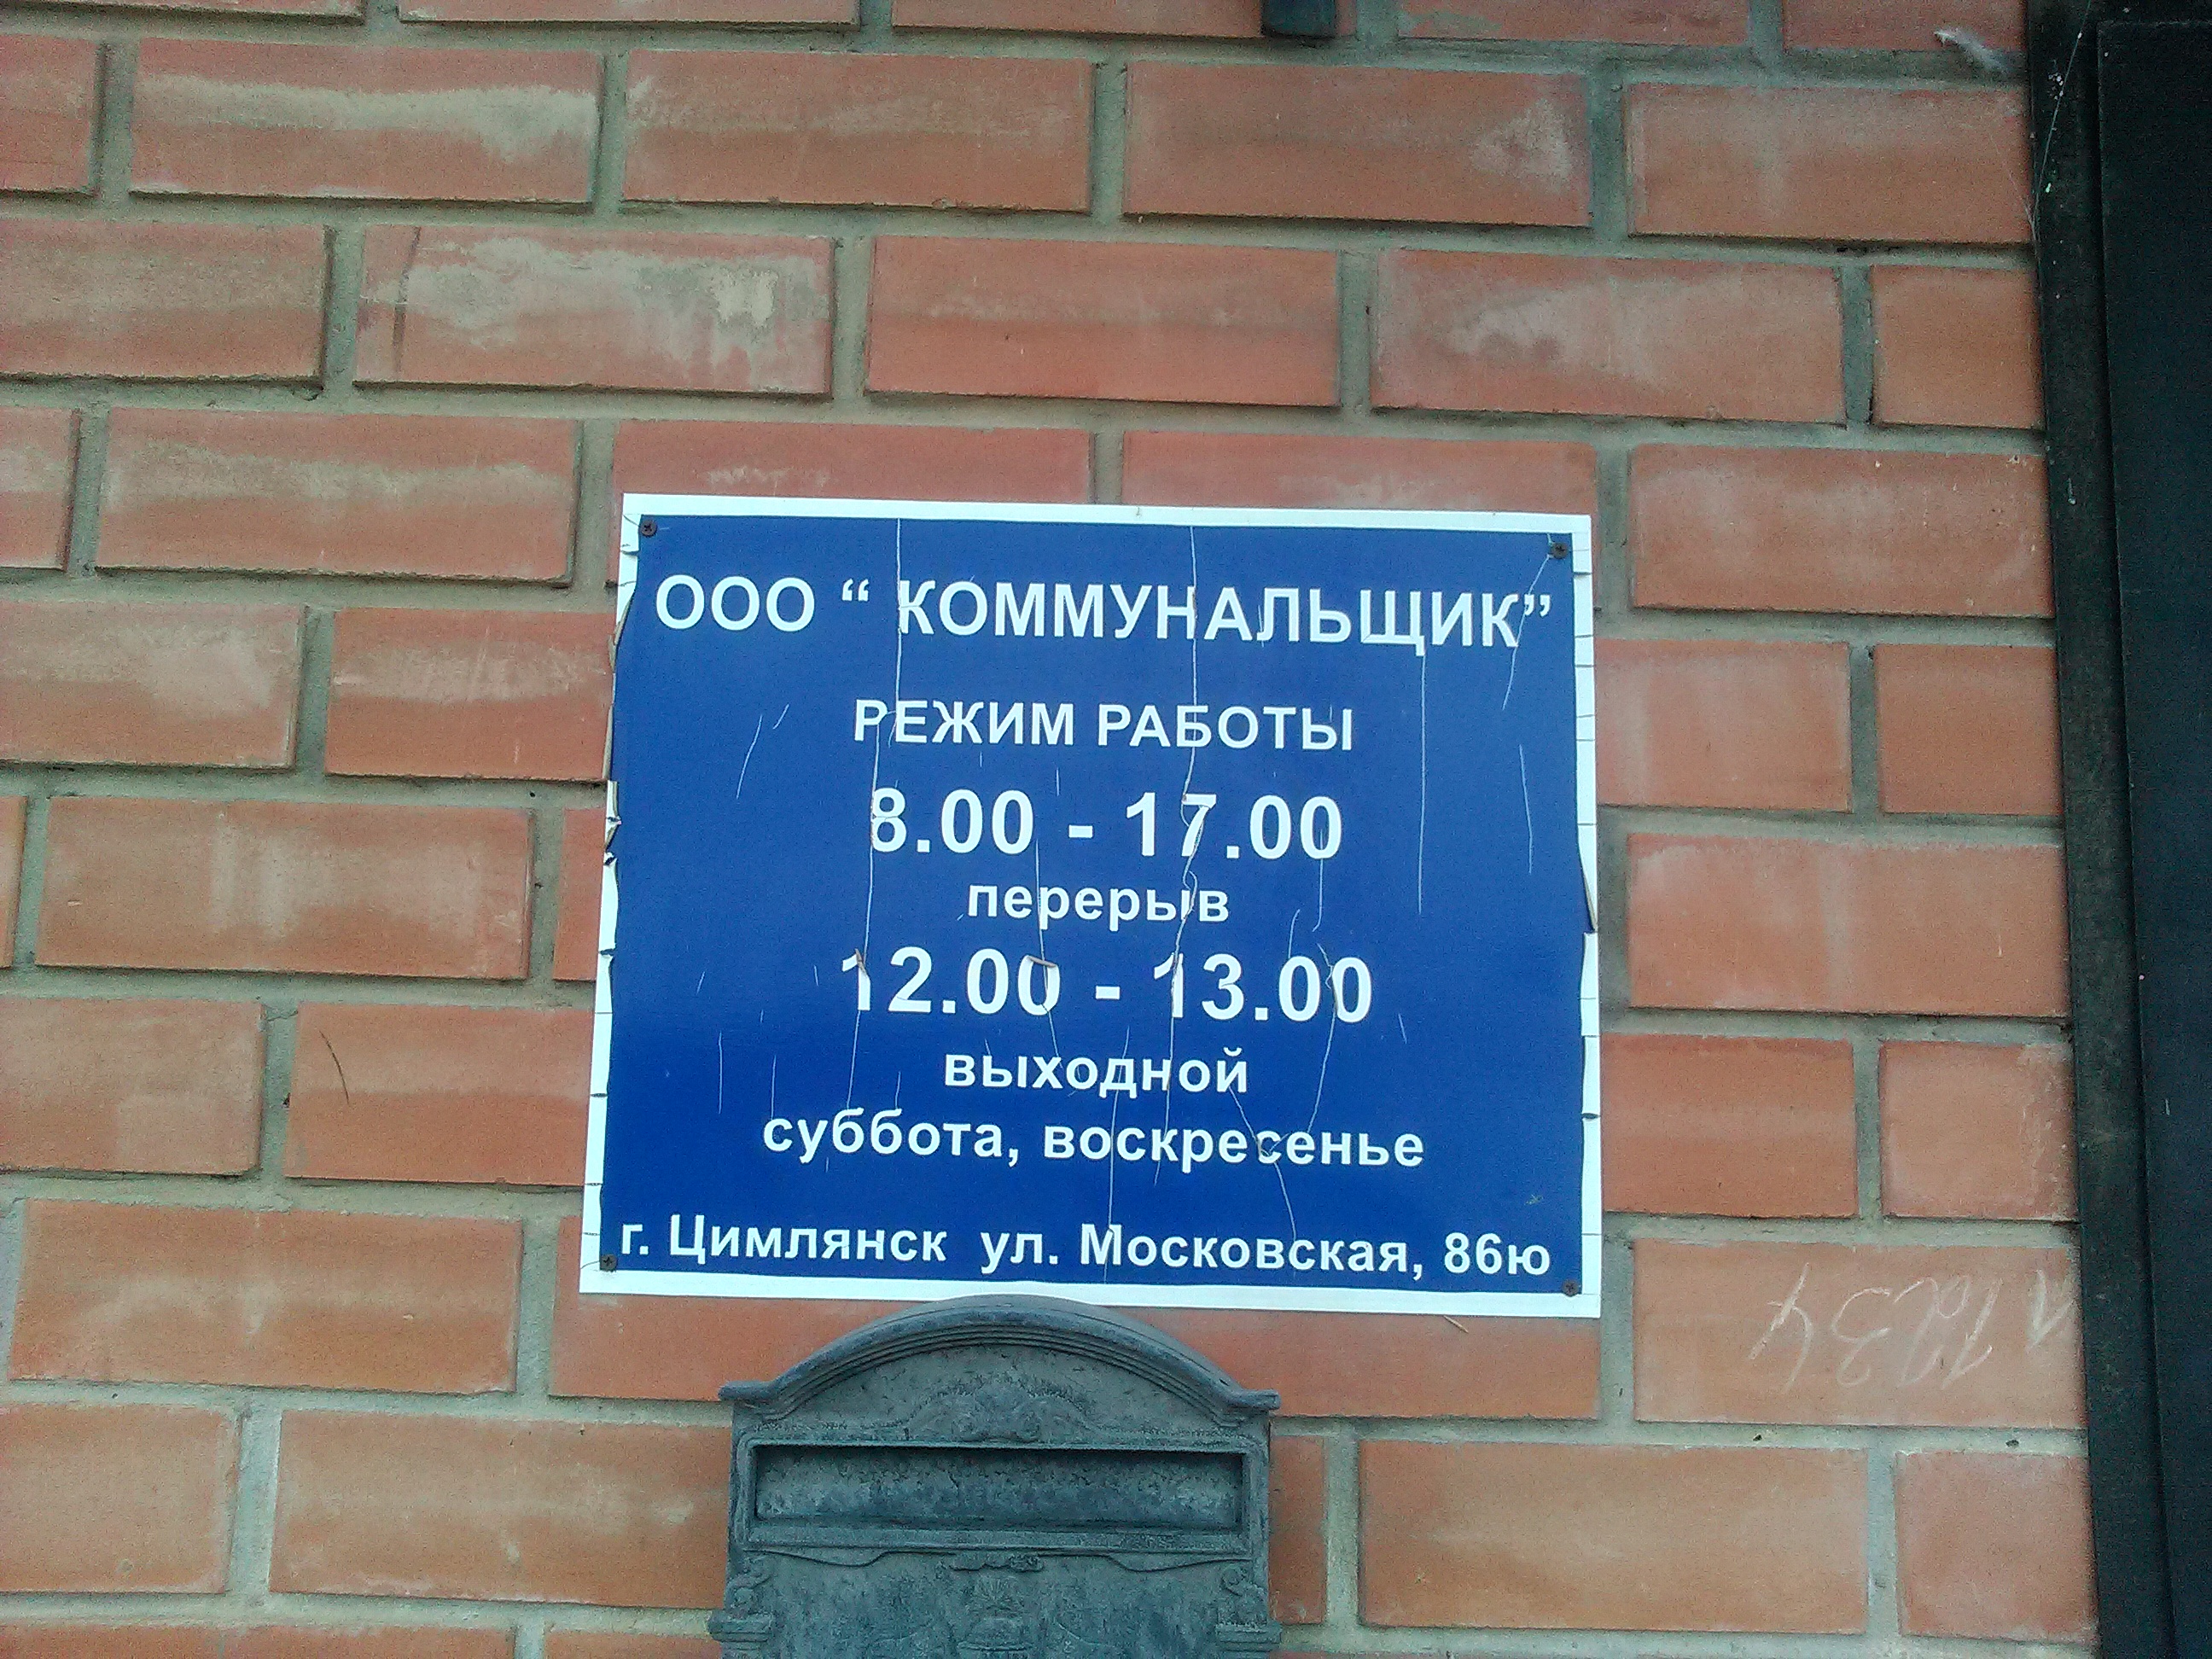 ООО “ КОММУНАЛЬЩИК”
РЕЖИМ РАБОТЫ
8.00 - 17.00
перерыв
12.00 - 13.00
выходной
суббота, воскресенье
г. Цимлянск ул. Московская, 86ю